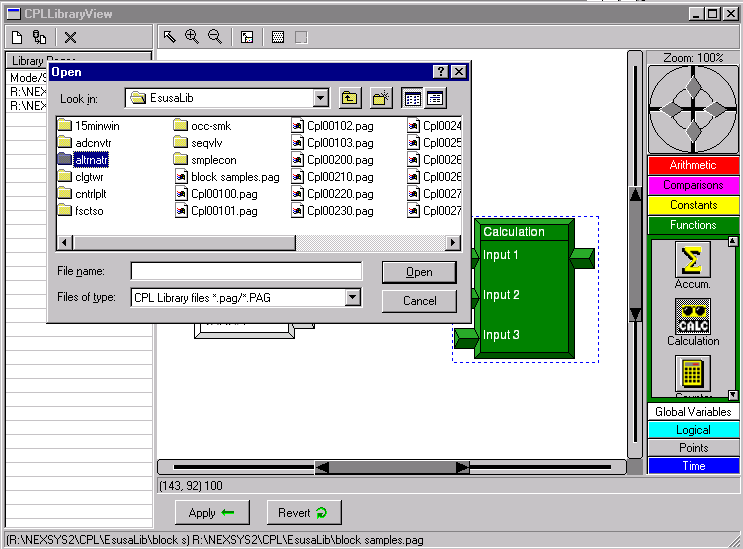 CPLLibraryView
Library Pages
Mode/S
R:\NEXS
R:\NEXS
Open
Look in: EsusaLib
15minwin
adcnvtr
altrnatr
clgtwr
cntrlplt
fsctso
occ-smk
seqvlv
smplecon
block samples.pag
Cpl00100.pag
Cpl00101.pag
Cpl00102.pag
Cpl00103.pag
Cpl00200.pag
Cpl00210.pag
Cpl00220.pag
Cpl00230.pag
Cpl0024
Cpl0025
Cpl0026
Cpl0026
Cpl0027
Cpl0027
File name:
Open
Files of type: CPL Library files *.pag/*.PAG
Cancel
Calculation
Input 1
Input 2
Input 3
Zoom: 100%
Arithmetic
Comparisons
Constants
Functions
Accum.
CALC
Calculation
Counter
Global Variables
Logical
Points
Time
(143, 92) 100
Apply
Revert
(R:\NEXSYS2\CPL\EsusaLib\block s) R:\NEXSYS2\CPL\EsusaLib\block samples.pag